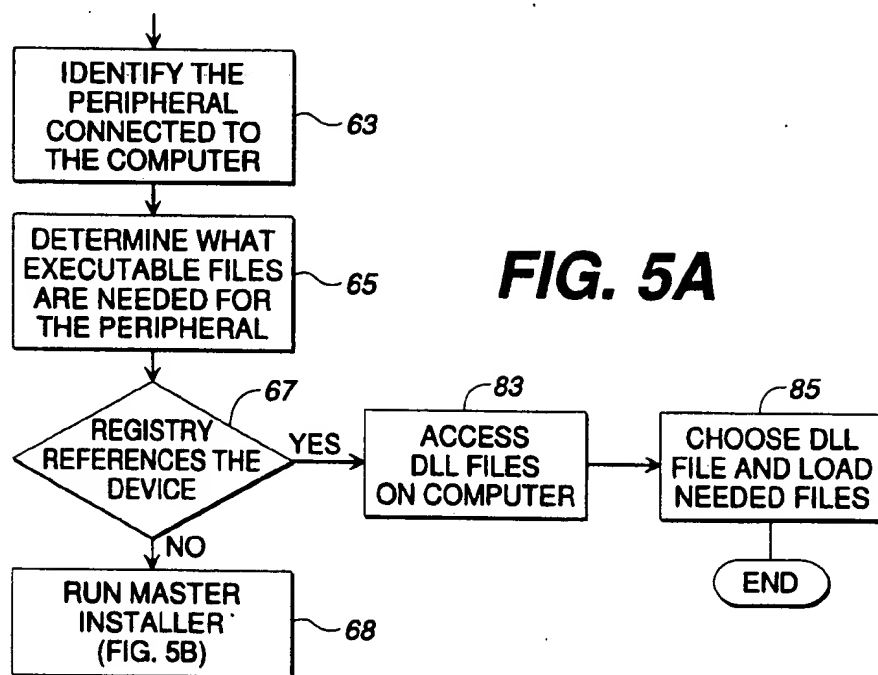 IDENTIFY THE
PERIPHERAL
CONNECTED TO
THE COMPUTER
63
DETERMINE WHAT
EXECUTABLE FILES
ARE NEEDED FOR
THE PERIPHERAL
65
FIG. 5A
67
REGISTRY
REFERENCES THE
DEVICE
YES
NO
83
ACCESS
DLL FILES
ON COMPUTER
85
CHOOSE DLL
FILE AND LOAD
NEEDED FILES
END
RUN MASTER
INSTALLER
(FIG. 5B)
68